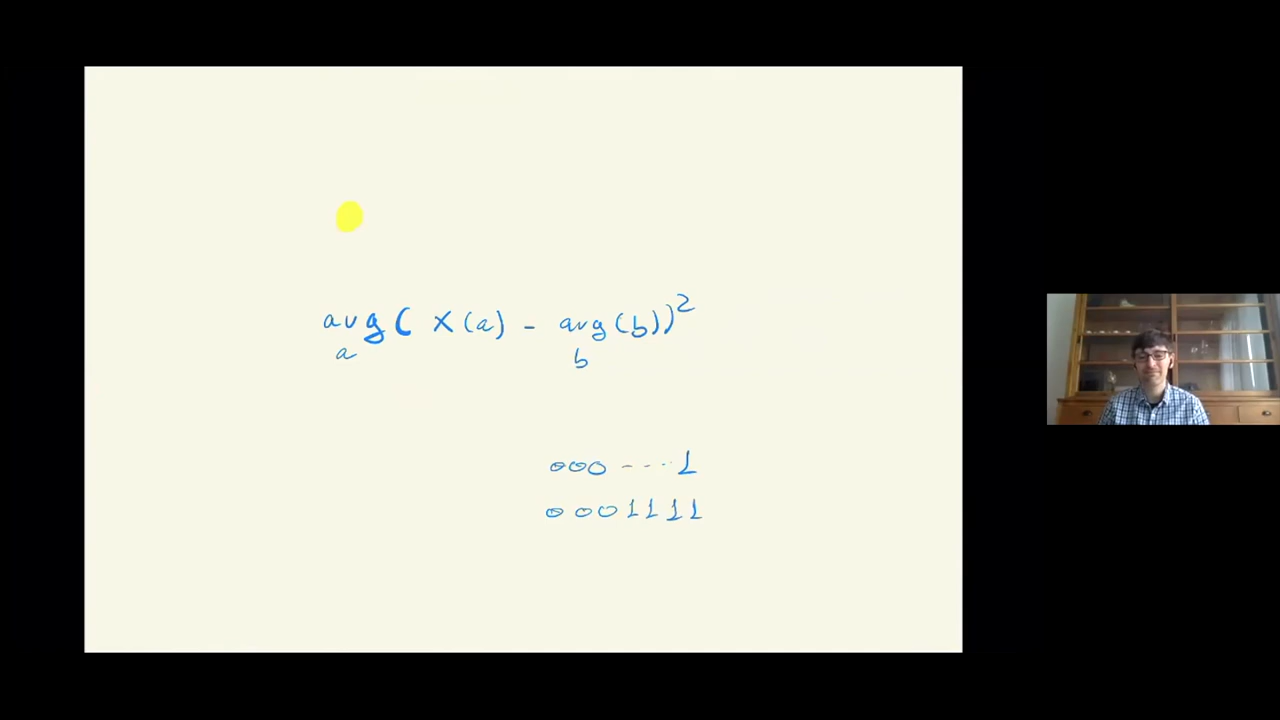 avg ( X(a) - avg (b))²
a b
000 ---1
0001111